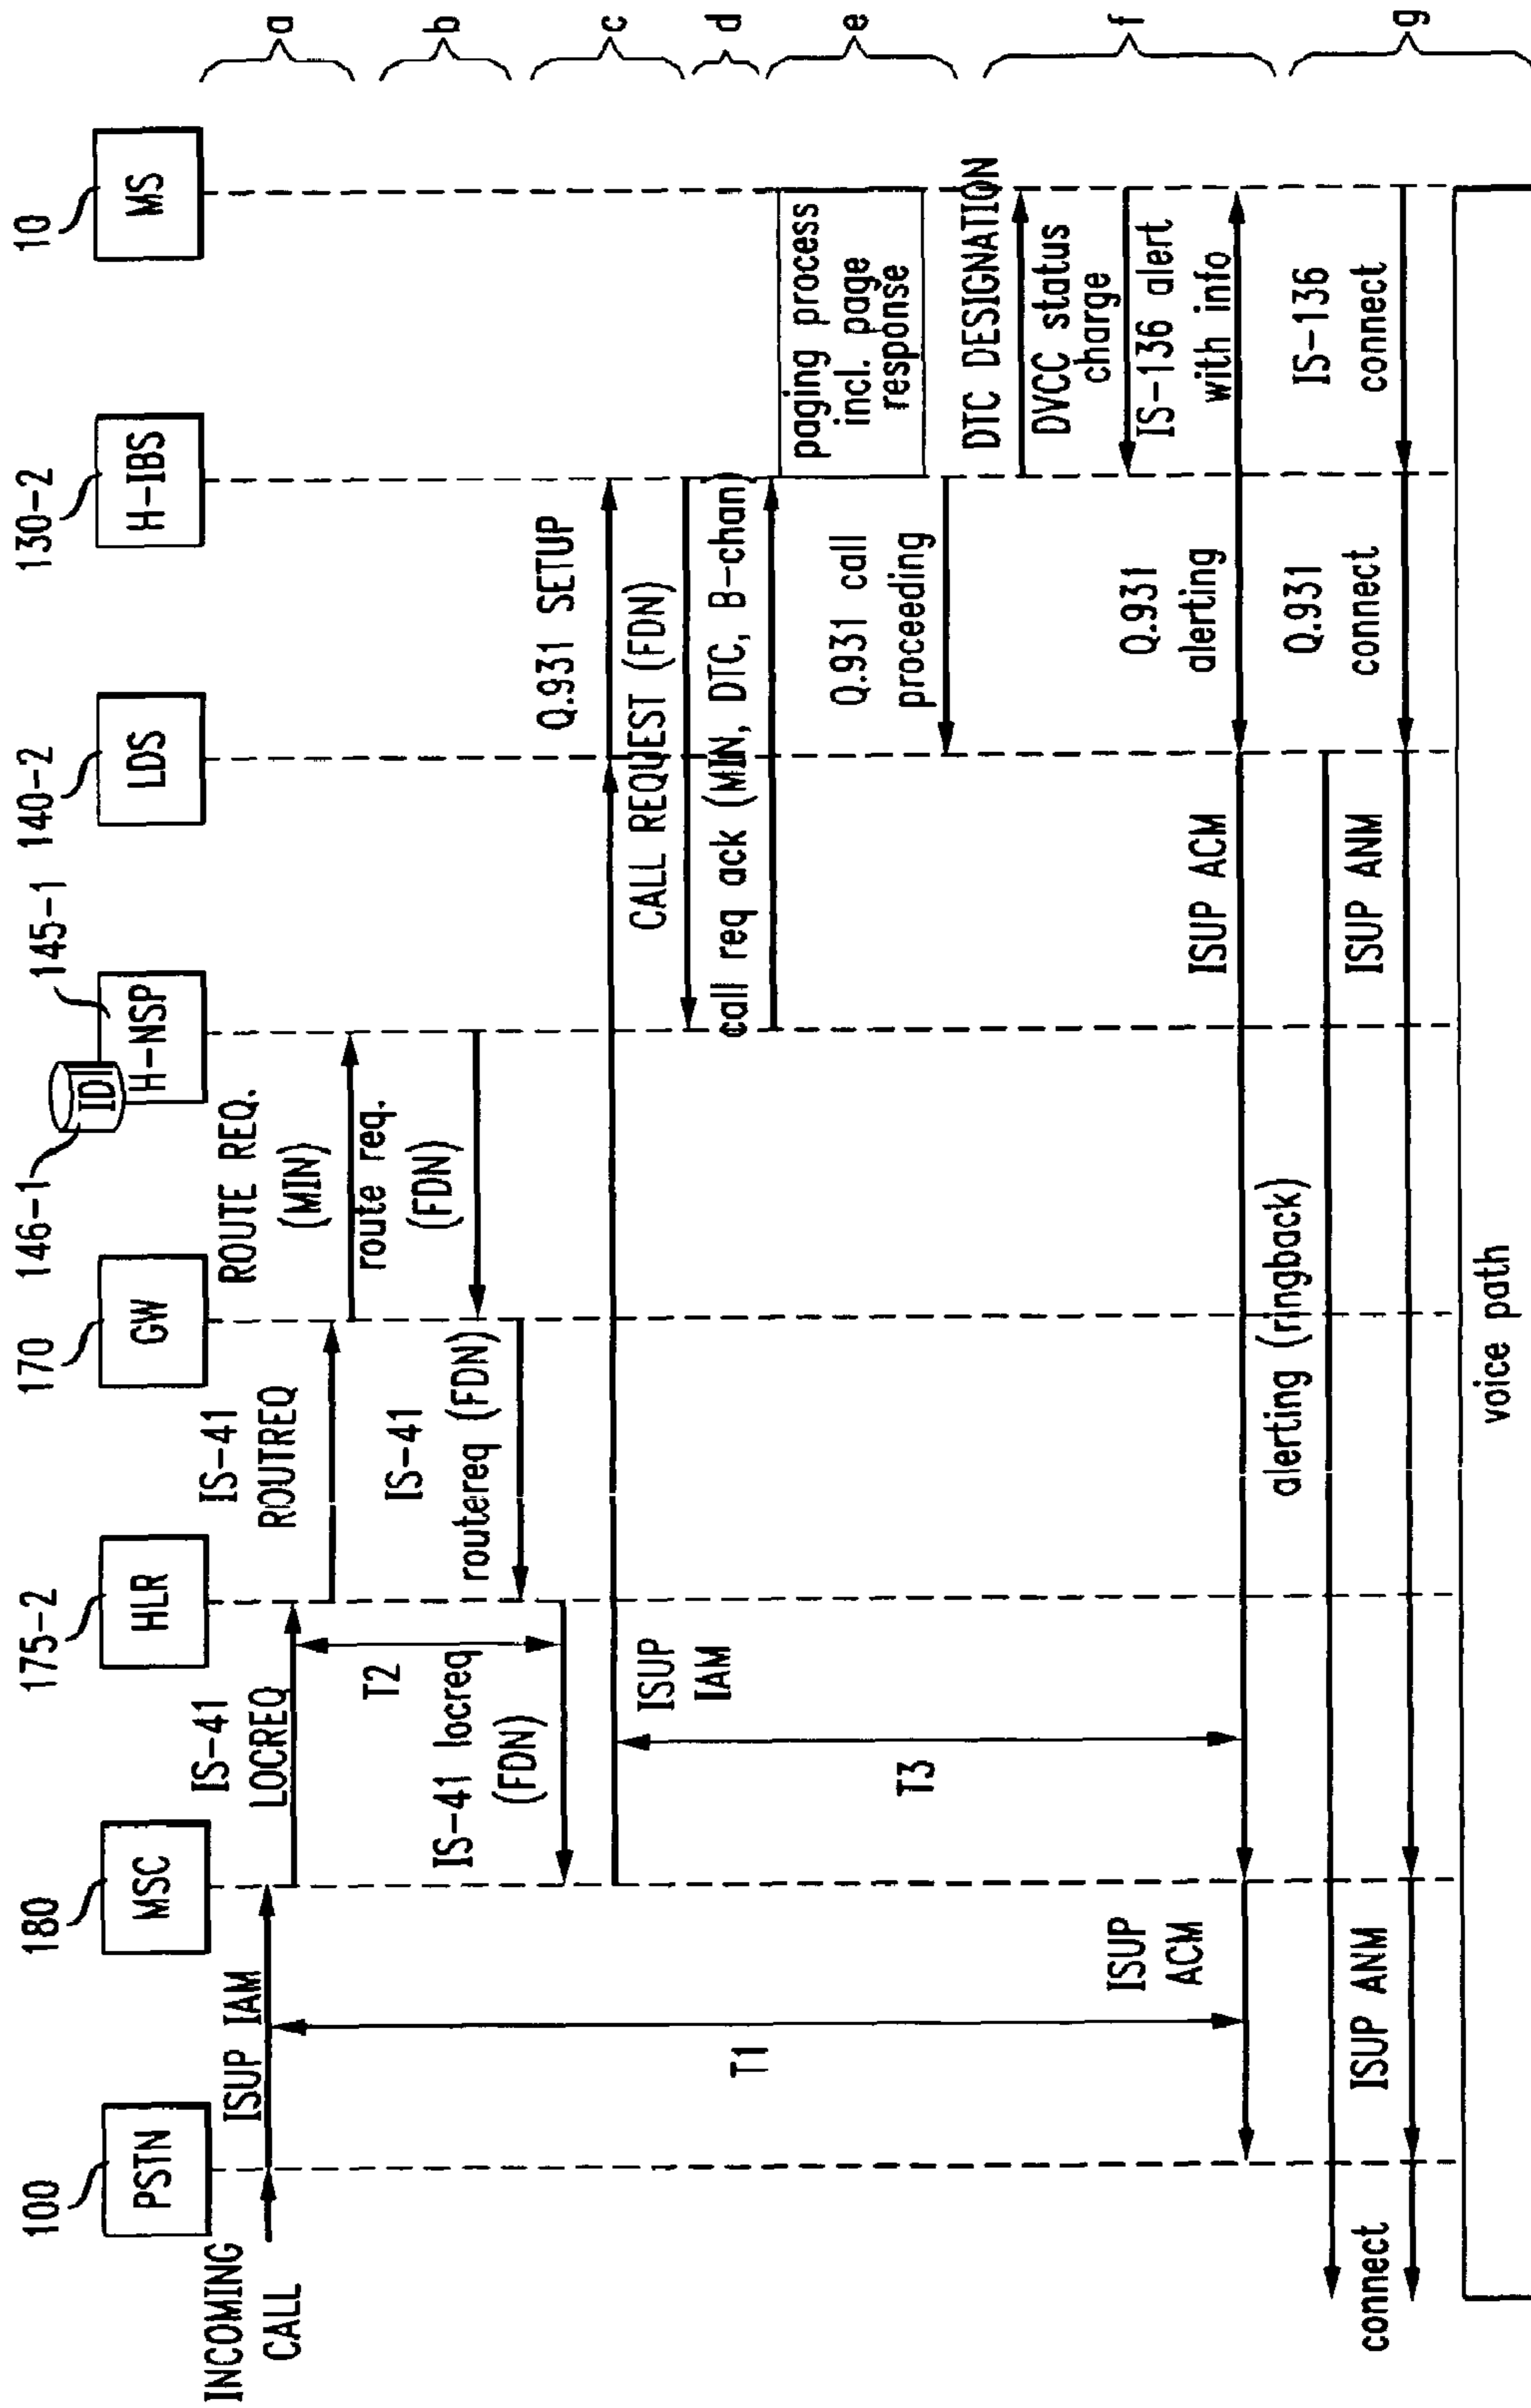 INCOMING
CALL
100
PSTN
180
MSC
175-2
HLR
170
GW
146-1
ID
145-1
H-NSP
140-2
LDS
130-2
H-IBS
10
MS
ISUP IAM
IS-41
LOCREQ
IS-41
ROUTREQ
ROUTE REQ.
(MIN)
a
route req.
(FDN)
IS-41
routereq (FDN)
T2
IS-41 locreq
(FDN)
b
ISUP
IAM
Q.931 SETUP
c
CALL REQUEST (FDN)
call req ack (MIN, DTC, B-chan)
d
paging process
incl. page
response
Q.931 call
proceeding
e
T1
T3
DTC DESIGNATION
DVCC status
charge
IS-136 alert
with info
Q.931
alerting
ISUP ACM
ISUP
ACM
f
alerting (ringback)
IS-136
connect
Q.931
connect
ISUP ANM
ISUP ANM
connect
g
voice path